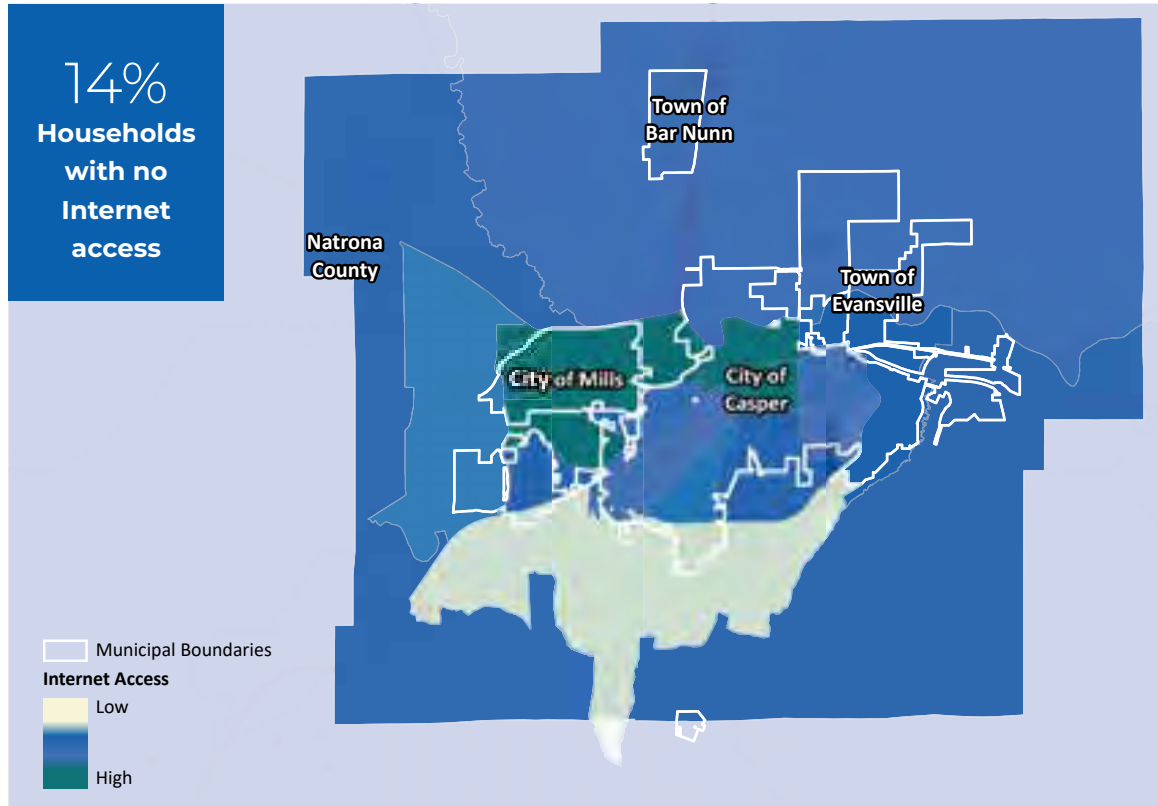 14%
Households
with no
Internet
access
Town of
Bar Nunn
Natrona
County
Town of
Evansville
City of Mills
City of
Casper
Municipal Boundaries
Internet Access
Low
High